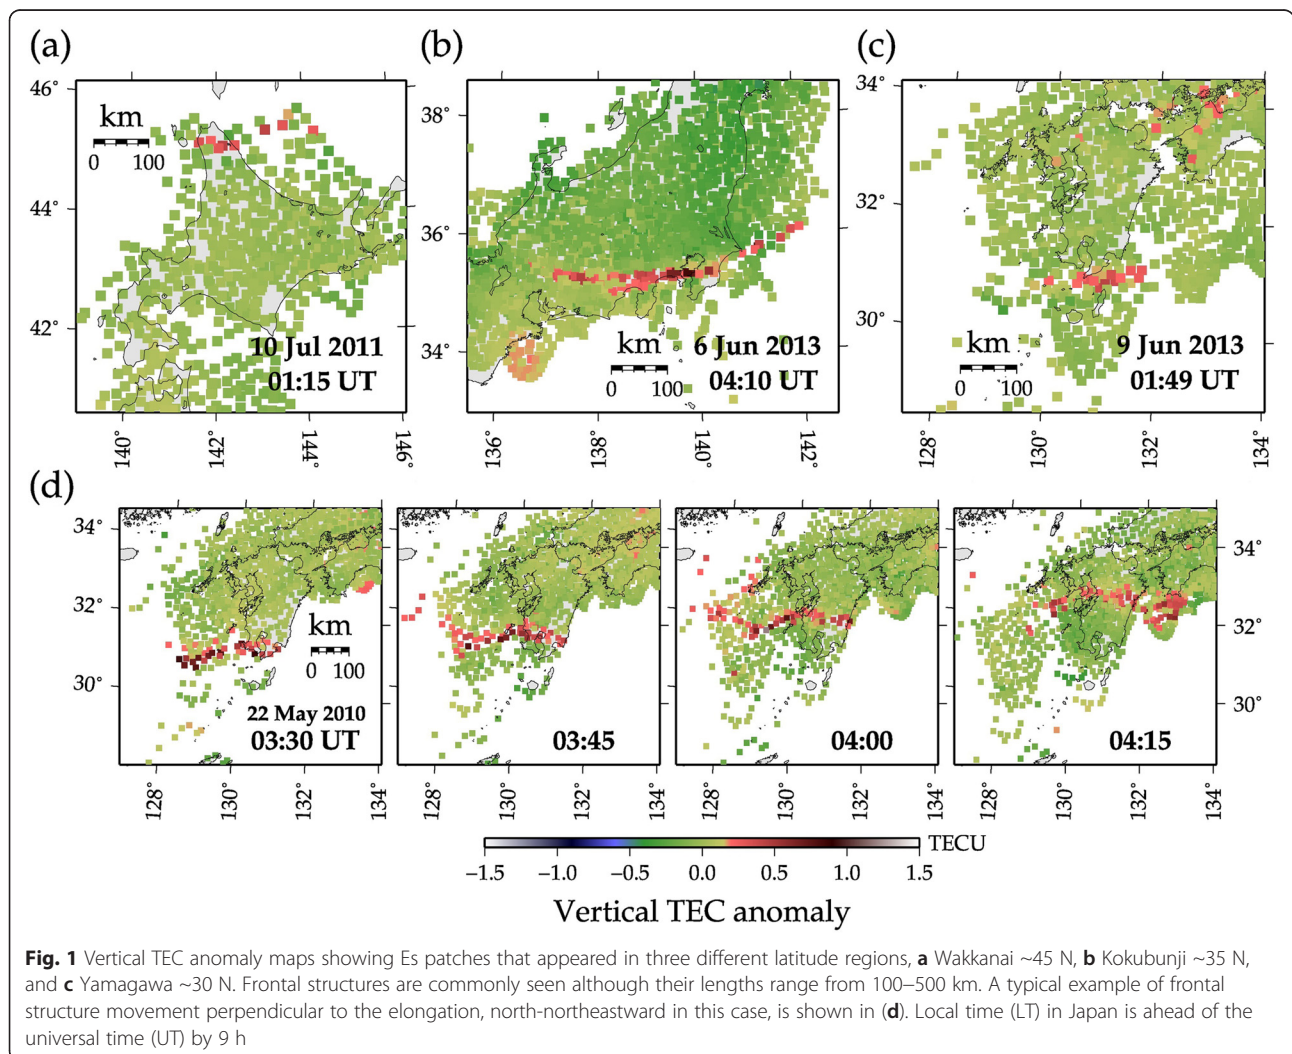 (a)
(b)
(c)
46°
44°
42°
km
0 100
10 Jul 2011
01:15 UT
140°
142°
144°
146°
38°
36°
34°
km
0 100
6 Jun 2013
04:10 UT
136°
138°
140°
142°
34°
32°
30°
km
0 100
9 Jun 2013
01:49 UT
128°
130°
132°
134°
(d)
34°
32°
30°
km
0 100
22 May 2010
03:30 UT
03:45
04:00
04:15
34°
32°
30°
128°
130°
132°
134°
128°
130°
132°
134°
128°
130°
132°
134°
128°
130°
132°
134°
TECU
−1.5 −1.0 −0.5 0.0 0.5 1.0 1.5
Vertical TEC anomaly
Fig. 1 Vertical TEC anomaly maps showing Es patches that appeared in three different latitude regions, a Wakkanai ~45 N, b Kokubunji ~35 N,
and c Yamagawa ~30 N. Frontal structures are commonly seen although their lengths range from 100–500 km. A typical example of frontal
structure movement perpendicular to the elongation, north-northeastward in this case, is shown in (d). Local time (LT) in Japan is ahead of the
universal time (UT) by 9 h